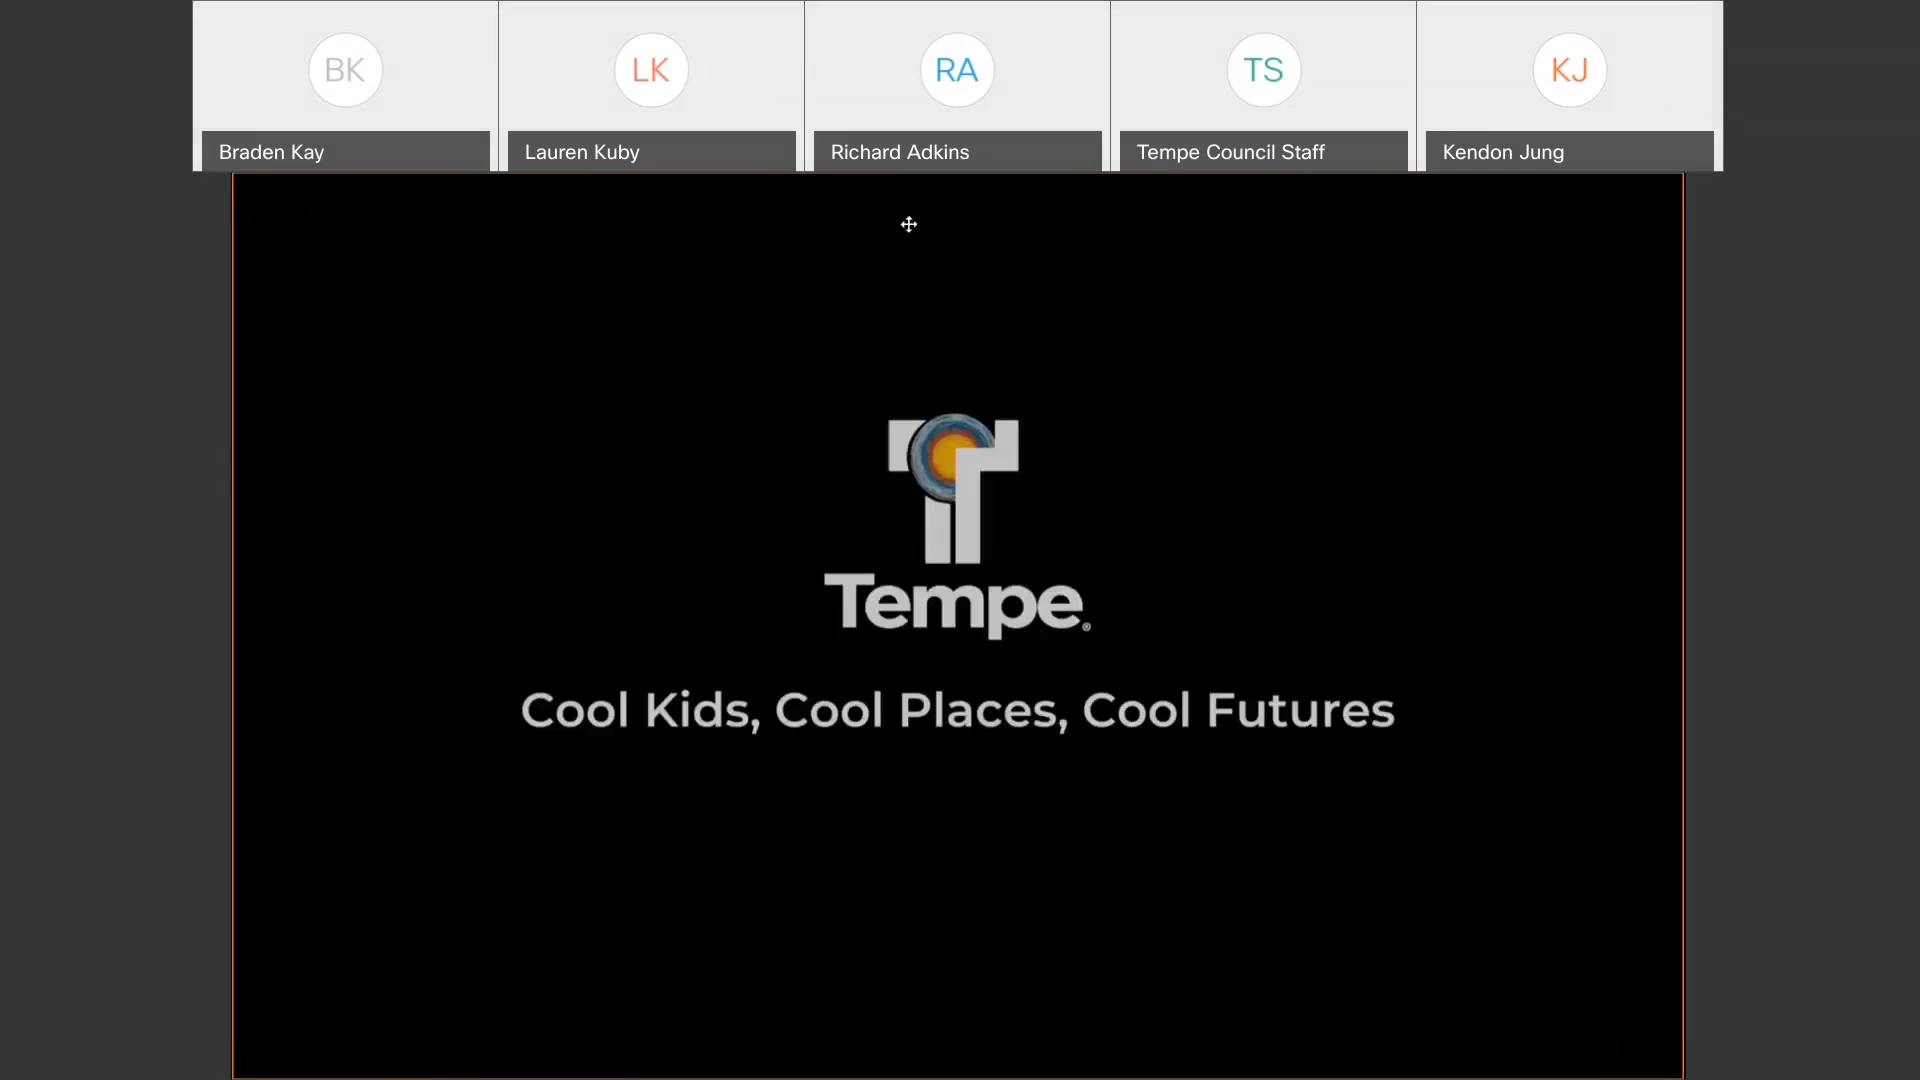 BK
LK
RA
TS
KJ
Braden Kay
Lauren Kuby
Richard Adkins
Tempe Council Staff
Kendon Jung
T
Tempe®
Cool Kids, Cool Places, Cool Futures